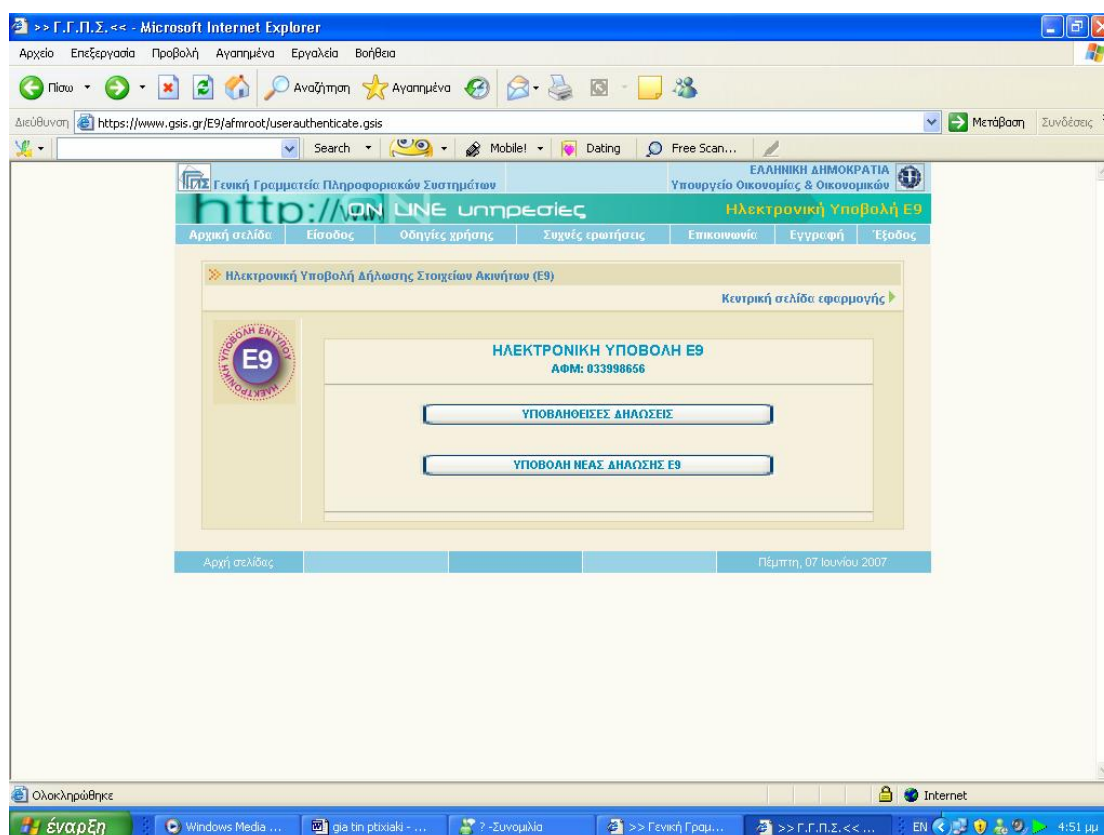 >> Γ.Γ.Π.Σ. << - Microsoft Internet Explorer
Αρχείο Επεξεργασία Προβολή Αγαπημένα Εργαλεία Βοήθεια
Πίσω Αναζήτηση Αγαπημένα
Διεύθυνση https://www.gsis.gr/E9/afmroot/userauthenticate.gsis Μετάβαση Συνδέσεις
Search Mobile! Dating Free Scan...
ΓΓΠΣ Γενική Γραμματεία Πληροφοριακών Συστημάτων
ΕΛΛΗΝΙΚΗ ΔΗΜΟΚΡΑΤΙΑ
Υπουργείο Οικονομίας & Οικονομικών
http:// ON LINE υπηρεσίες Ηλεκτρονική Υποβολή Ε9
Αρχική σελίδα Είσοδος Οδηγίες χρήσης Συχνές ερωτήσεις Επικοινωνία Εγγραφή Έξοδος
Ηλεκτρονική Υποβολή Δήλωσης Στοιχείων Ακινήτων (Ε9)
Κεντρική σελίδα εφαρμογής
ΗΛΕΚΤΡΟΝΙΚΗ ΥΠΟΒΟΛΗ ΕΝΤΥΠΟΥ
E9
ΗΛΕΚΤΡΟΝΙΚΗ ΥΠΟΒΟΛΗ Ε9
ΑΦΜ: 033998656
ΥΠΟΒΛΗΘΕΙΣΕΣ ΔΗΛΩΣΕΙΣ
ΥΠΟΒΟΛΗ ΝΕΑΣ ΔΗΛΩΣΗΣ Ε9
Αρχή σελίδας Πέμπτη, 07 Ιουνίου 2007
Ολοκληρώθηκε Internet
έναρξη Windows Media ... gia tin ptixiaki - ... ? -Συνομιλία >> Γενική Γραμ... >> Γ.Γ.Π.Σ. << ... EN 4:51 μμ